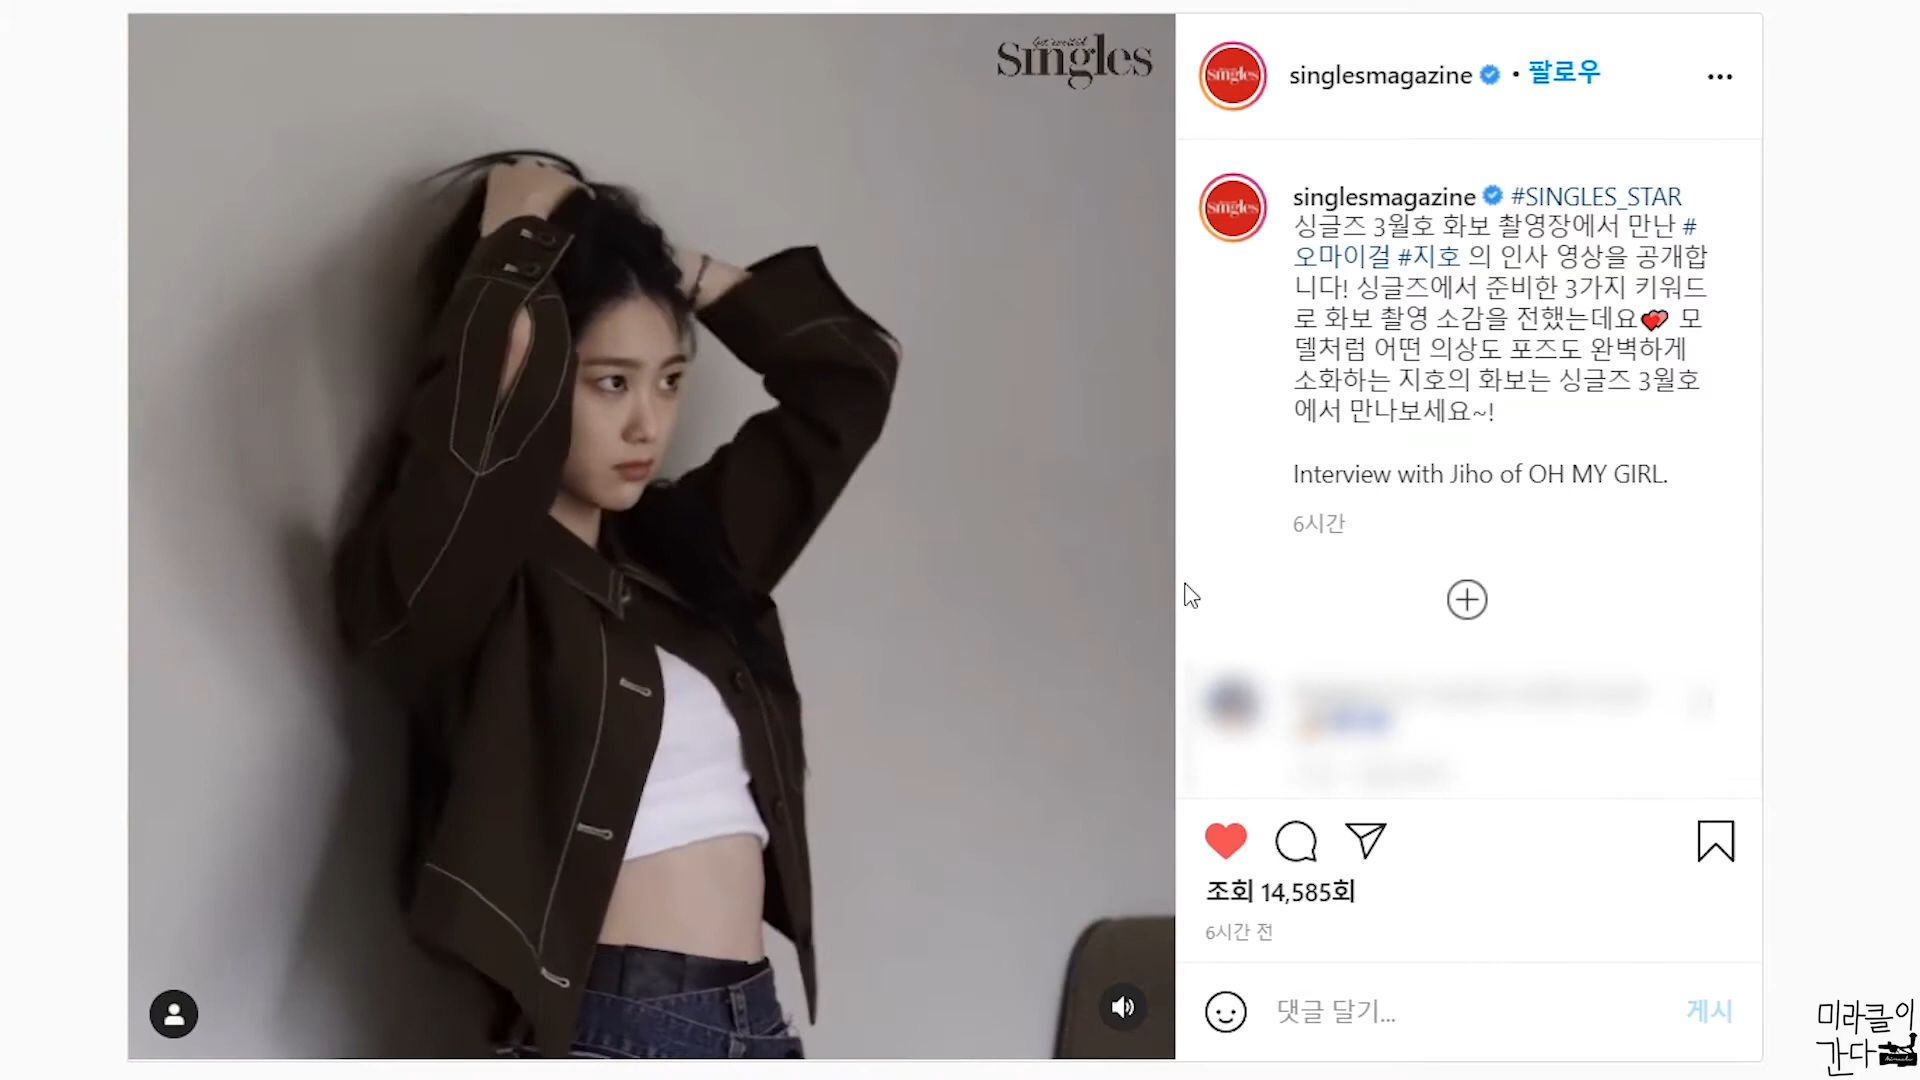 Get excited!
Singles
singles
singlesmagazine • 팔로우
singles
singlesmagazine #SINGLES_STAR
싱글즈 3월호 화보 촬영장에서 만난 #
오마이걸 #지호 의 인사 영상을 공개합
니다! 싱글즈에서 준비한 3가지 키워드
로 화보 촬영 소감을 전했는데요💕 모
델처럼 어떤 의상도 포즈도 완벽하게
소화하는 지호의 화보는 싱글즈 3월호
에서 만나보세요~!
Interview with Jiho of OH MY GIRL.
6시간
조회 14,585회
6시간 전
댓글 달기...
게시
미라클이
간다